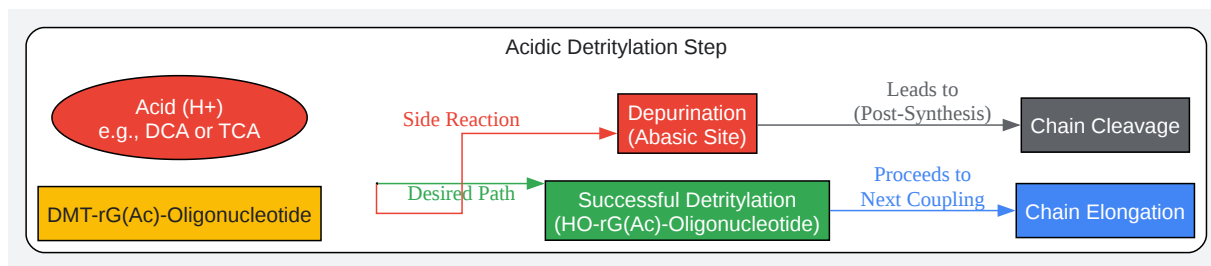 Acidic Detritylation Step
Acid (H+)
e.g., DCA or TCA
DMT-rG(Ac)-Oligonucleotide
Side Reaction
Desired Path
Depurination
(Abasic Site)
Successful Detritylation
(HO-rG(Ac)-Oligonucleotide)
Leads to
(Post-Synthesis)
Proceeds to
Next Coupling
Chain Cleavage
Chain Elongation